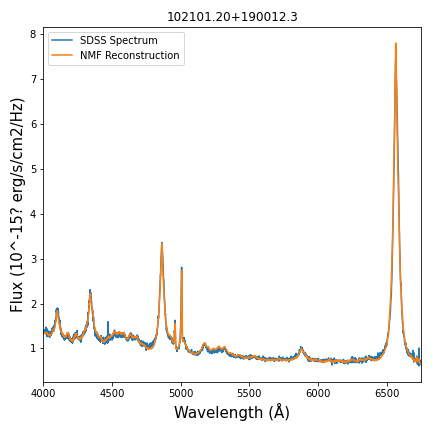 102101.20+190012.3
SDSS Spectrum
NMF Reconstruction
Flux (10^-15? erg/s/cm2/Hz)
8
7
6
5
4
3
2
1
4000 4500 5000 5500 6000 6500
Wavelength (Å)